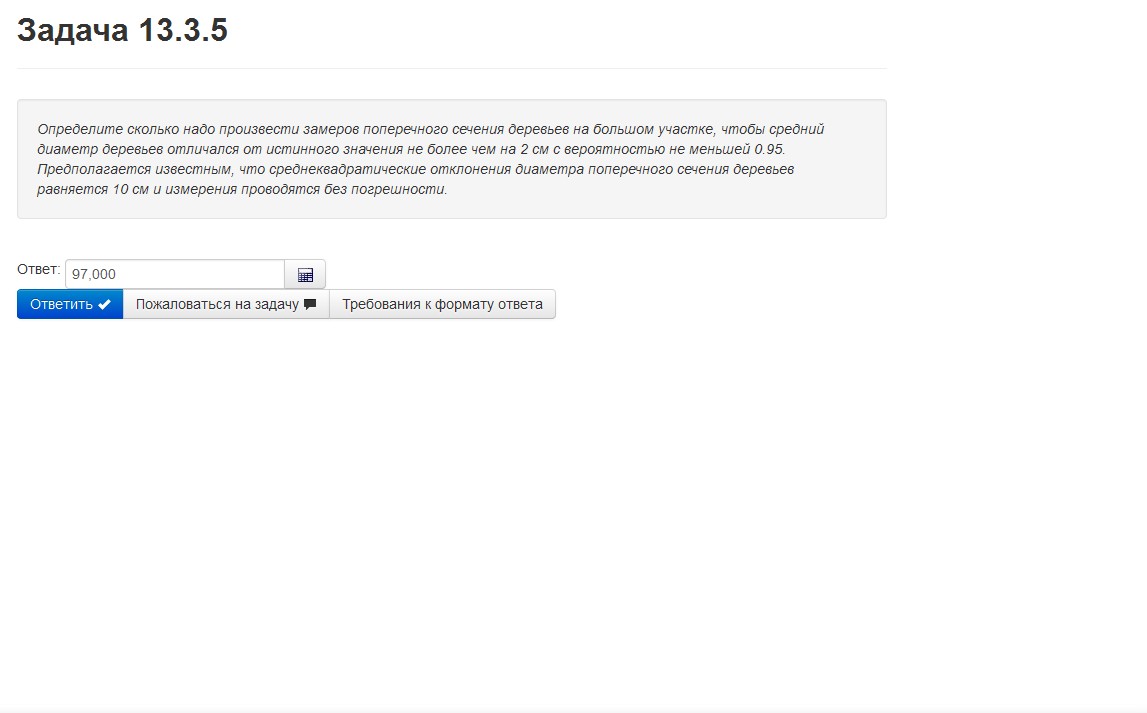 Задача 13.3.5
Определите сколько надо произвести замеров поперечного сечения деревьев на большом участке, чтобы средний
диаметр деревьев отличался от истинного значения не более чем на 2 см с вероятностью не меньшей 0.95.
Предполагается известным, что среднеквадратические отклонения диаметра поперечного сечения деревьев
равняется 10 см и измерения проводятся без погрешности.
Ответ: 97,000
Ответить Пожаловаться на задачу Требования к формату ответа